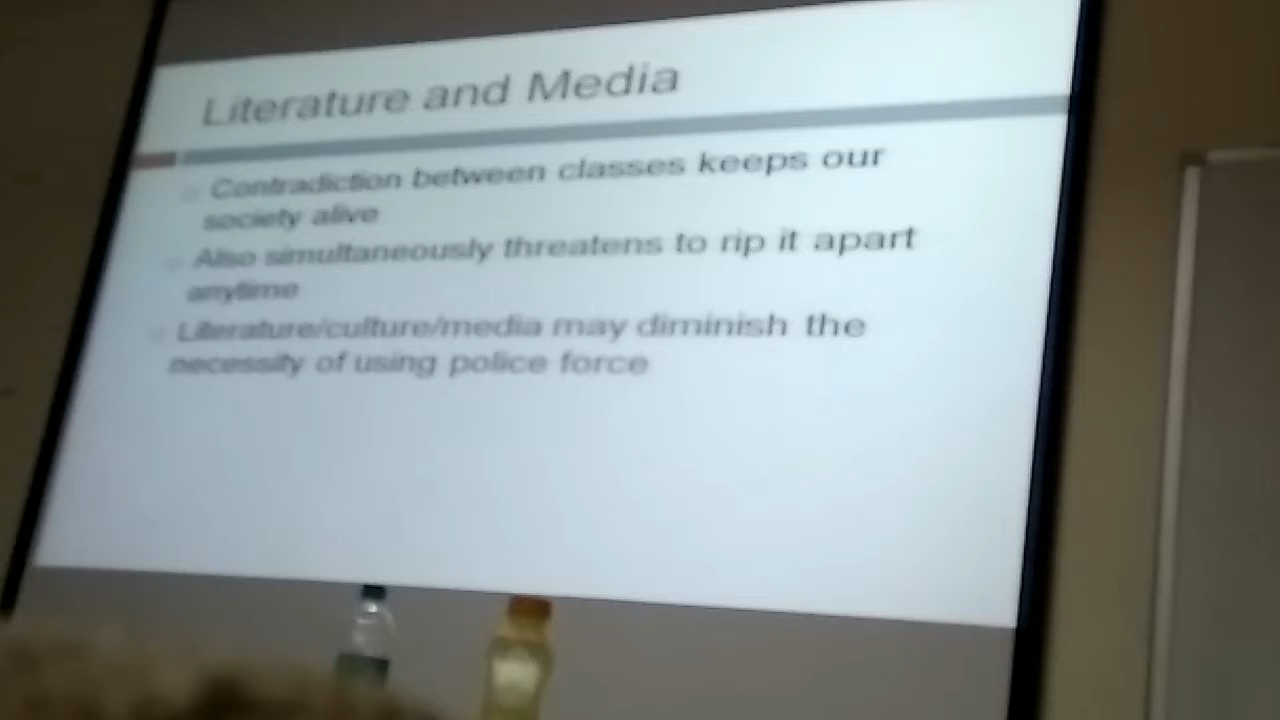 Literature and Media
Contradiction between classes keeps our
society alive
Also simultaneously threatens to rip it apart
anytime
Literature/culture/media may diminish the
necessity of using police force